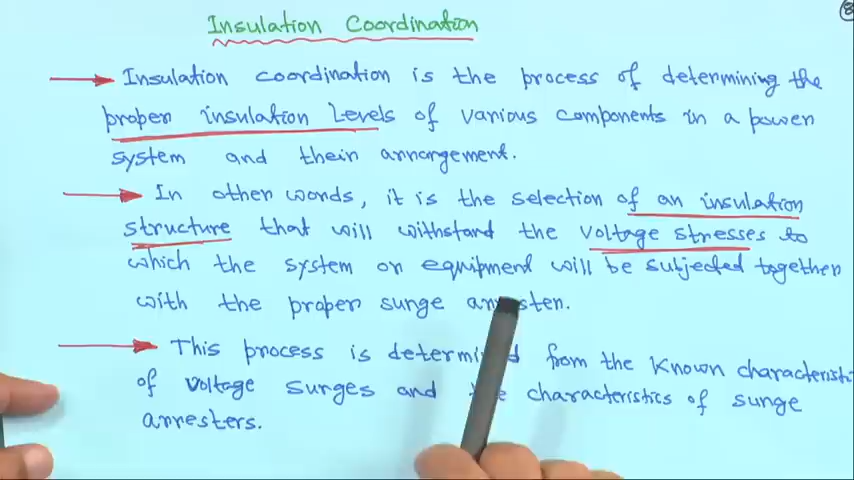 8
Insulation Coordination
Insulation coordination is the process of determining the
proper insulation levels of various components in a power
system and their arrangement.
In other words, it is the selection of an insulation
structure that will withstand the voltage stresses to
which the system or equipment will be subjected together
with the proper surge arrester.
This process is determined from the known characteristi
of voltage surges and the characteristics of surge
arresters.